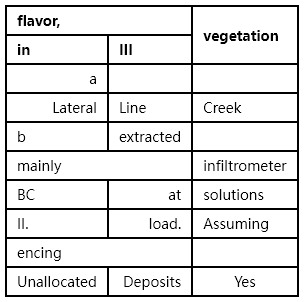 flavor,
vegetation
in III
a
Lateral Line Creek
b extracted
mainly infiltrometer
BC at solutions
II. load. Assuming
encing
Unallocated Deposits Yes